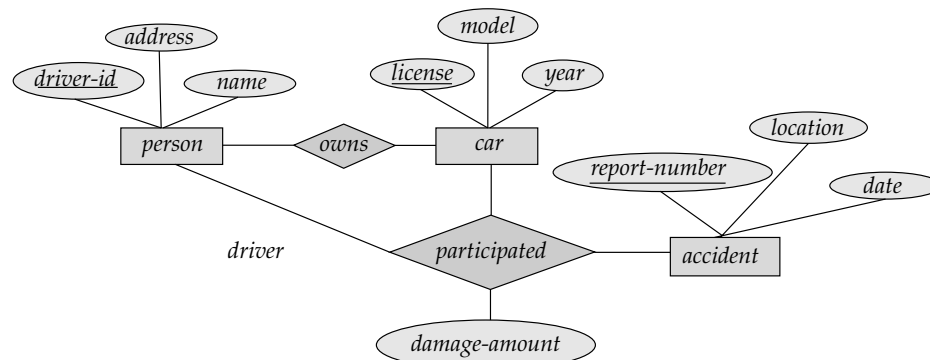 model
address
driver-id
name
license
year
person
owns
car
location
report-number
date
driver
participated
accident
damage-amount